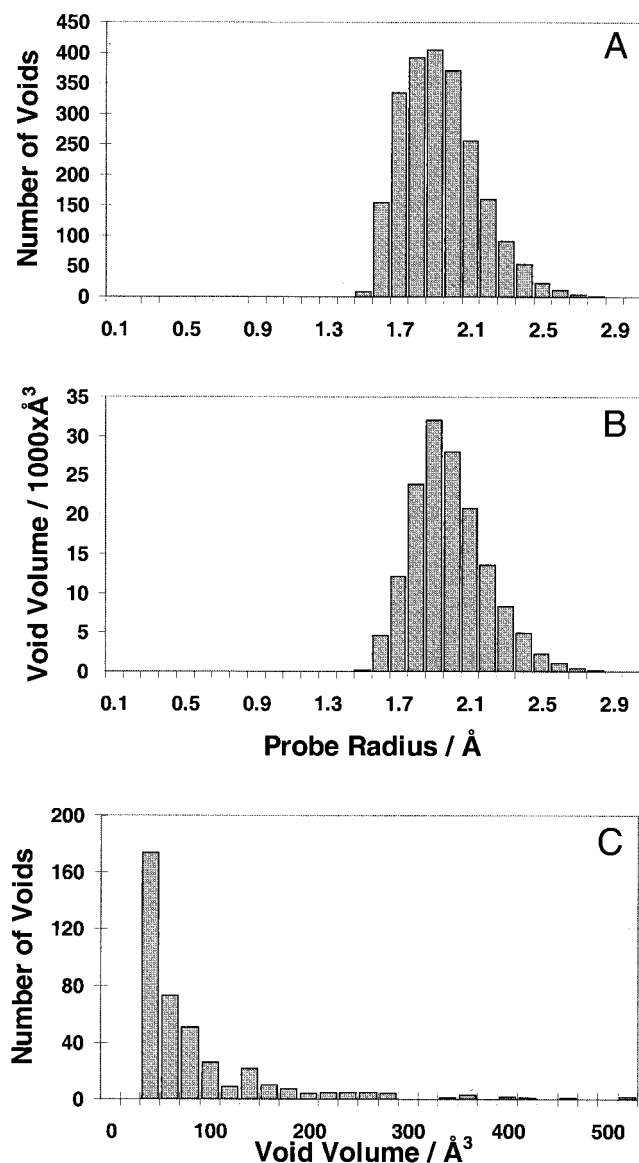 A
Number of Voids
450
400
350
300
250
200
150
100
50
0
0.1 0.5 0.9 1.3 1.7 2.1 2.5 2.9
B
Void Volume / 1000xÅ³
35
30
25
20
15
10
5
0
0.1 0.5 0.9 1.3 1.7 2.1 2.5 2.9
Probe Radius / Å
C
Number of Voids
200
160
120
80
40
0
0 100 200 300 400 500
Void Volume / Å³